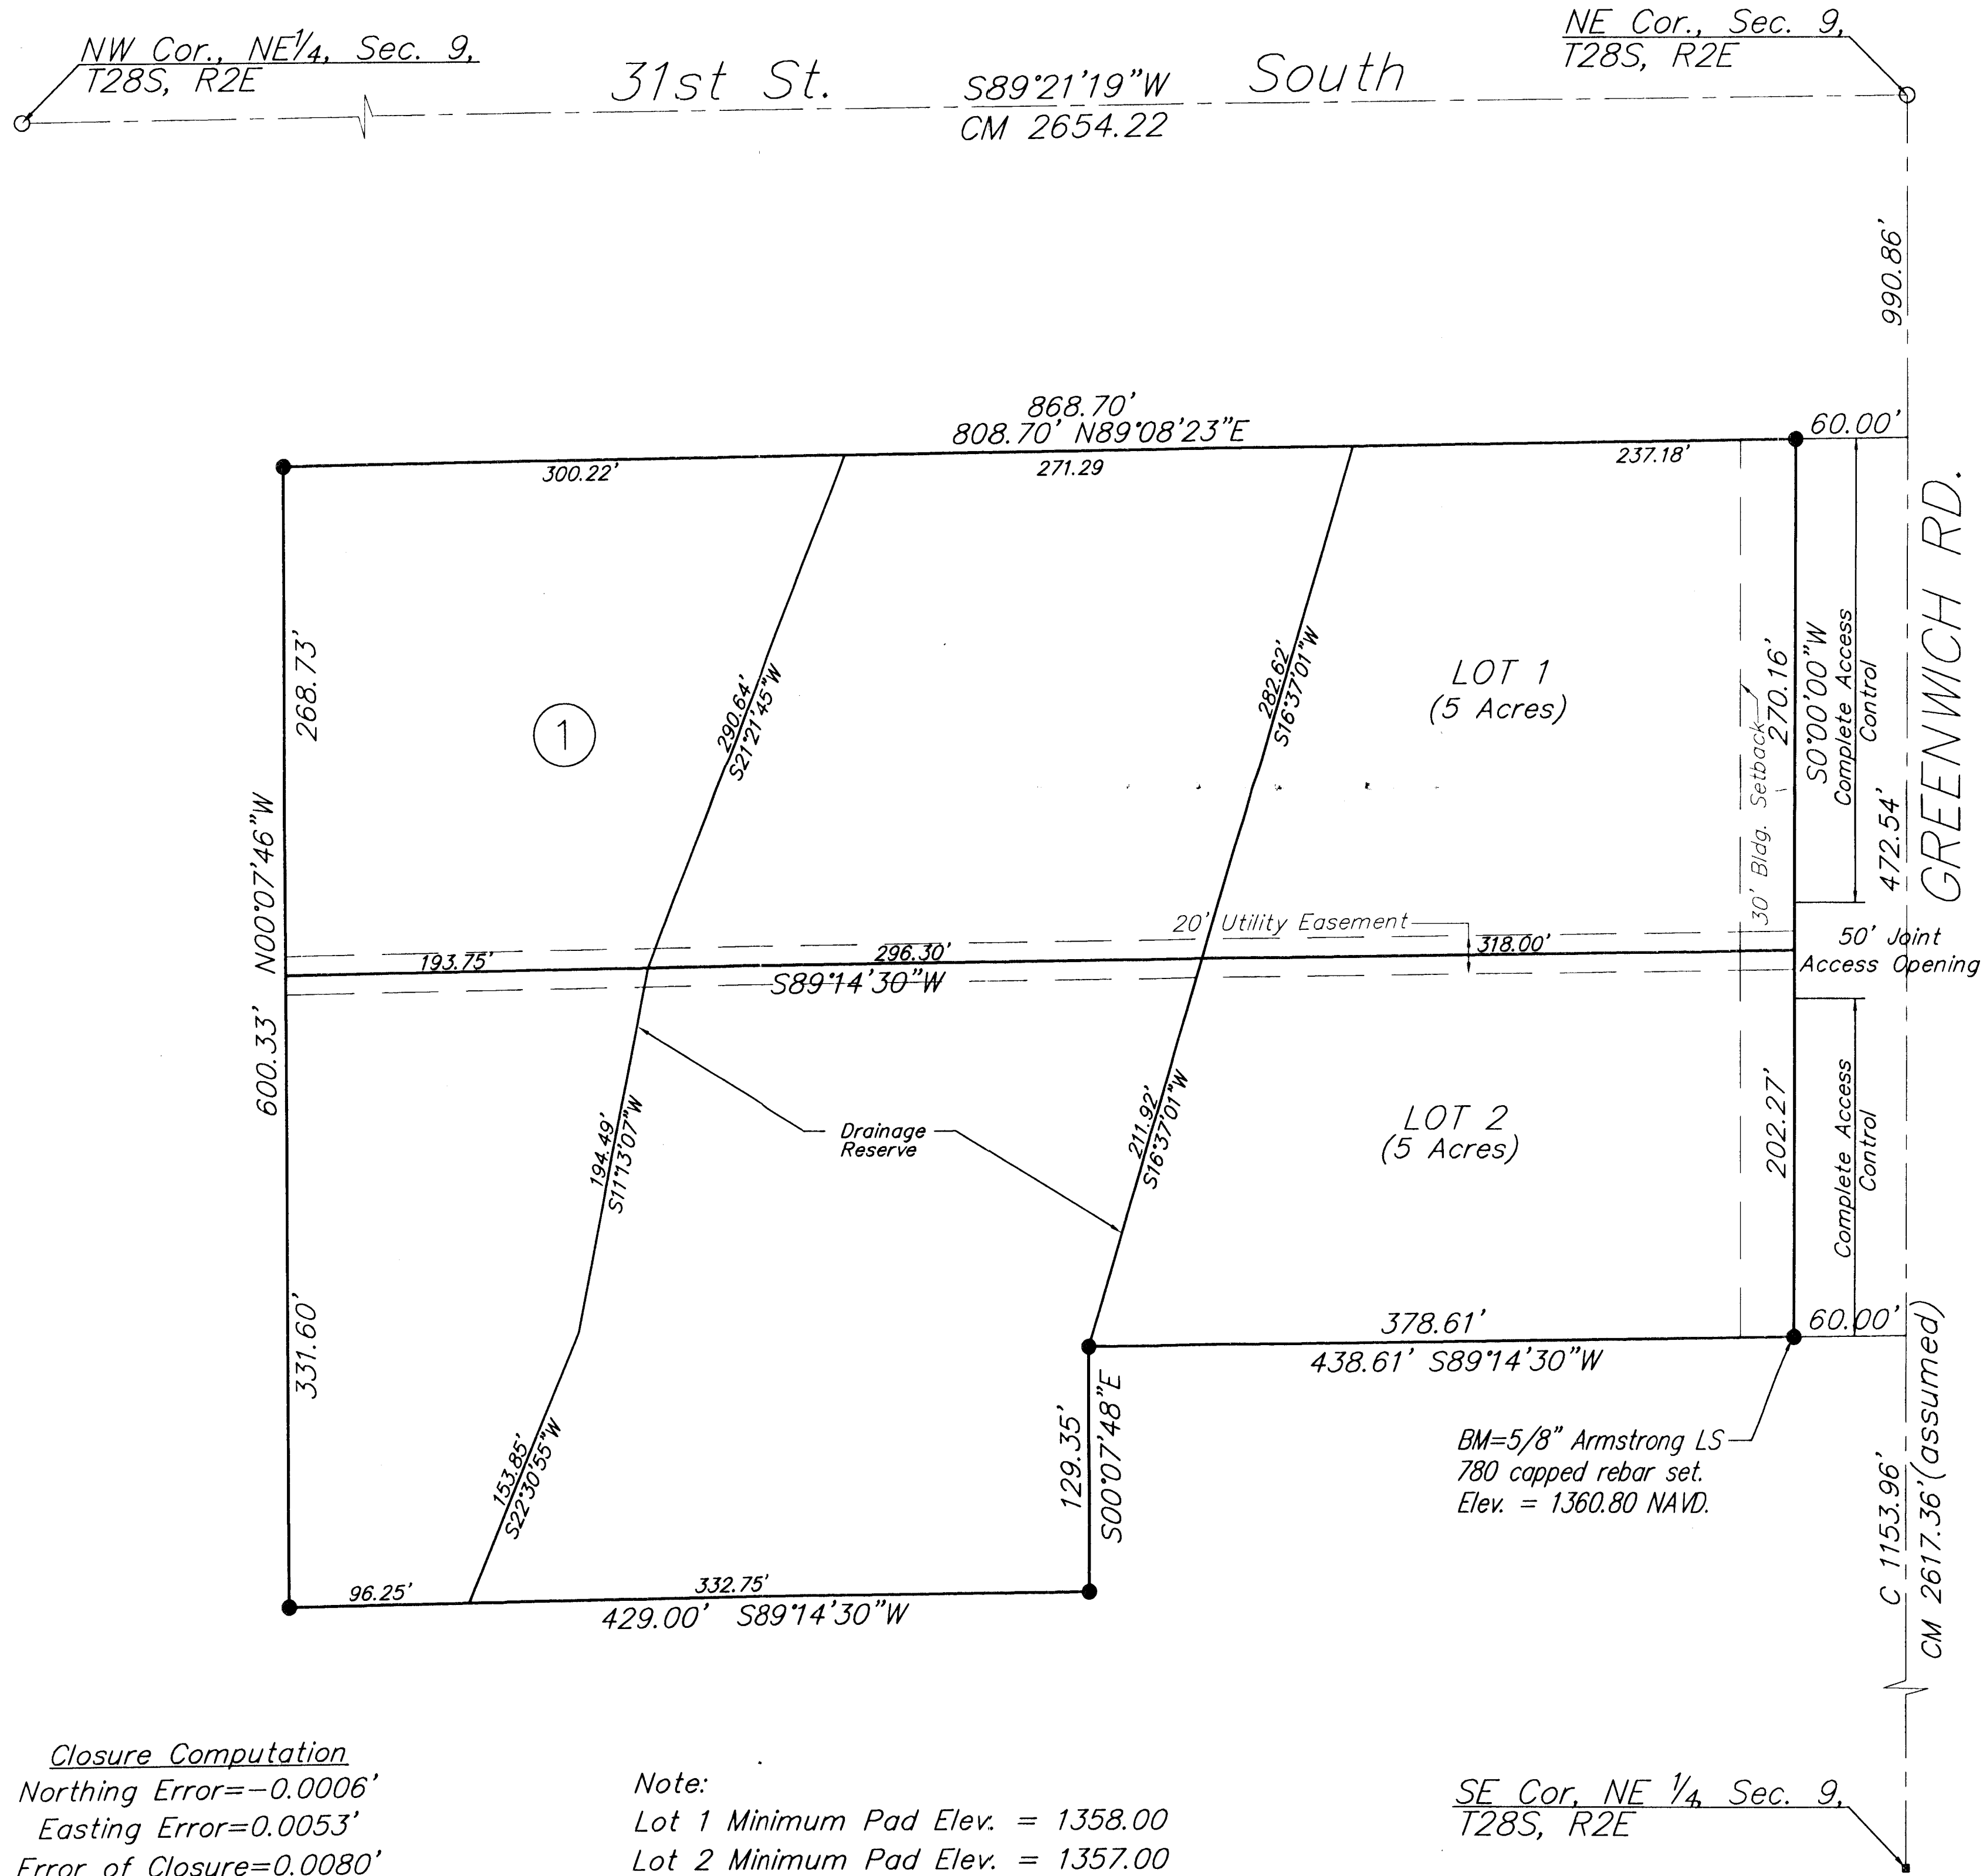 NW Cor., NE1/4, Sec. 9,
T28S, R2E
31st St. South
S89°21'19"W
CM 2654.22
NE Cor., Sec. 9,
T28S, R2E
990.86'
868.70'
808.70' N89°08'23"E
60.00'
300.22'
271.29
237.18'
268.73'
1
290.64'
S21°21'45"W
282.62'
S16°37'01"W
LOT 1
(5 Acres)
30' Bldg. Setback
270.16'
S0°00'00"W
Complete Access
Control
472.54'
GREENWICH RD.
N00°07'46"W
600.33'
20' Utility Easement
193.75'
296.30'
318.00'
S89°14'30"W
50' Joint
Access Opening
194.49'
S11°13'07"W
Drainage
Reserve
211.92'
S16°37'01"W
LOT 2
(5 Acres)
202.27'
Complete Access
Control
331.60'
378.61'
438.61' S89°14'30"W
60.00'
153.85'
S22°30'55"W
129.35'
S00°07'48"E
BM=5/8" Armstrong LS
780 capped rebar set.
Elev. = 1360.80 NAVD.
C 1153.96'
CM 2617.36'(assumed)
96.25'
332.75'
429.00' S89°14'30"W
Closure Computation
Northing Error=-0.0006'
Easting Error=0.0053'
Error of Closure=0.0080'
Note:
Lot 1 Minimum Pad Elev. = 1358.00
Lot 2 Minimum Pad Elev. = 1357.00
SE Cor, NE 1/4, Sec. 9,
T28S, R2E